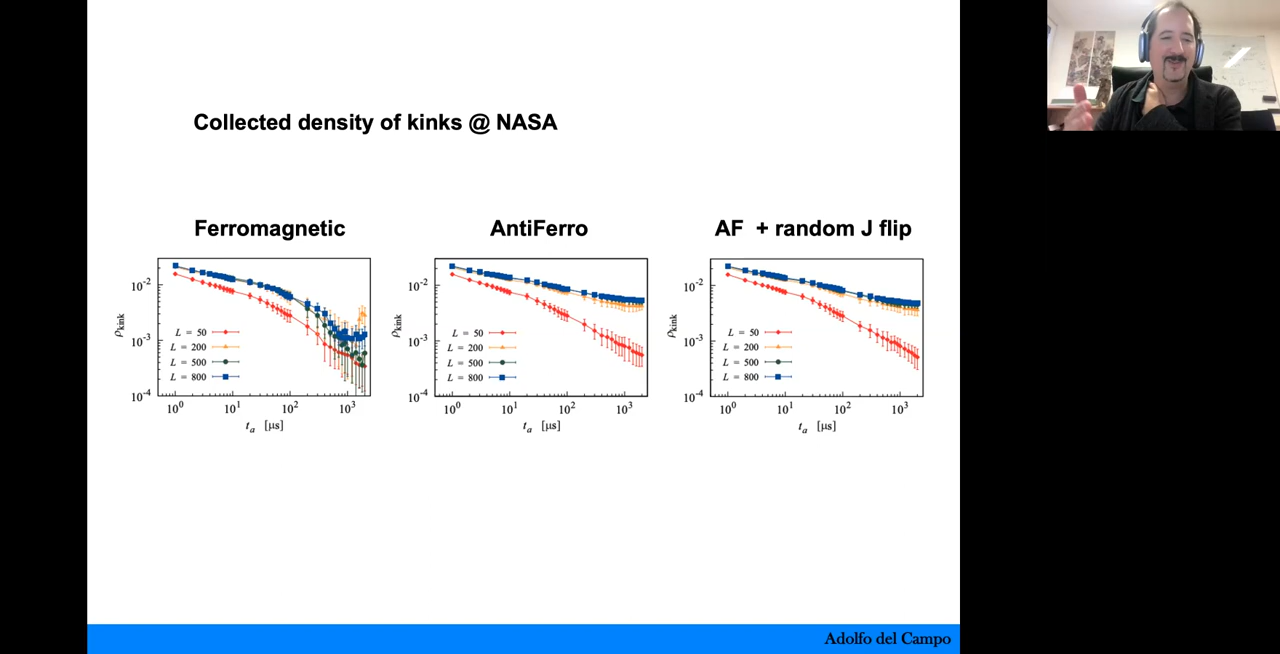 Collected density of kinks @ NASA
Ferromagnetic
AntiFerro
AF + random J flip
10⁻²
10⁻³
10⁻⁴
ρkink
L = 50
L = 200
L = 500
L = 800
10⁰ 10¹ 10² 10³
tₐ [µs]
10⁻²
10⁻³
10⁻⁴
ρkink
L = 50
L = 200
L = 500
L = 800
10⁰ 10¹ 10² 10³
tₐ [µs]
10⁻²
10⁻³
10⁻⁴
ρkink
L = 50
L = 200
L = 500
L = 800
10⁰ 10¹ 10² 10³
tₐ [µs]
Adolfo del Campo